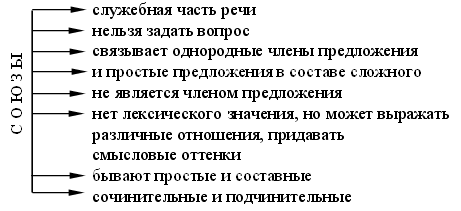 СОЮЗЫ
служебная часть речи
нельзя задать вопрос
связывает однородные члены предложения
и простые предложения в составе сложного
не является членом предложения
нет лексического значения, но может выражать
различные отношения, придавать
смысловые оттенки
бывают простые и составные
сочинительные и подчинительные